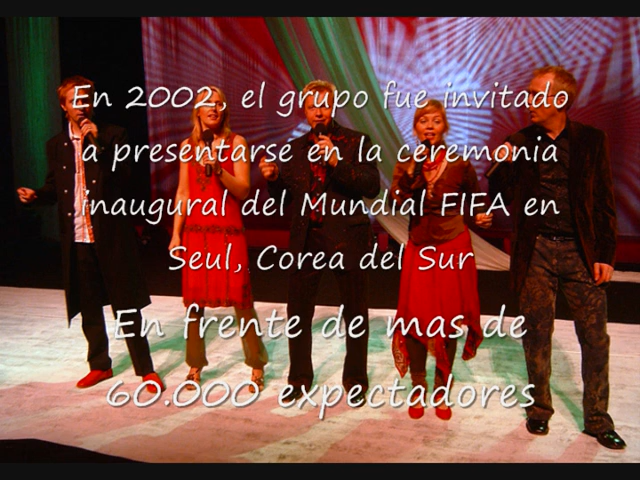 En 2002, el grupo fue invitado
a presentarse en la ceremonia
inaugural del Mundial FIFA en
Seul, Corea del Sur
En frente de mas de
60.000 expectadores